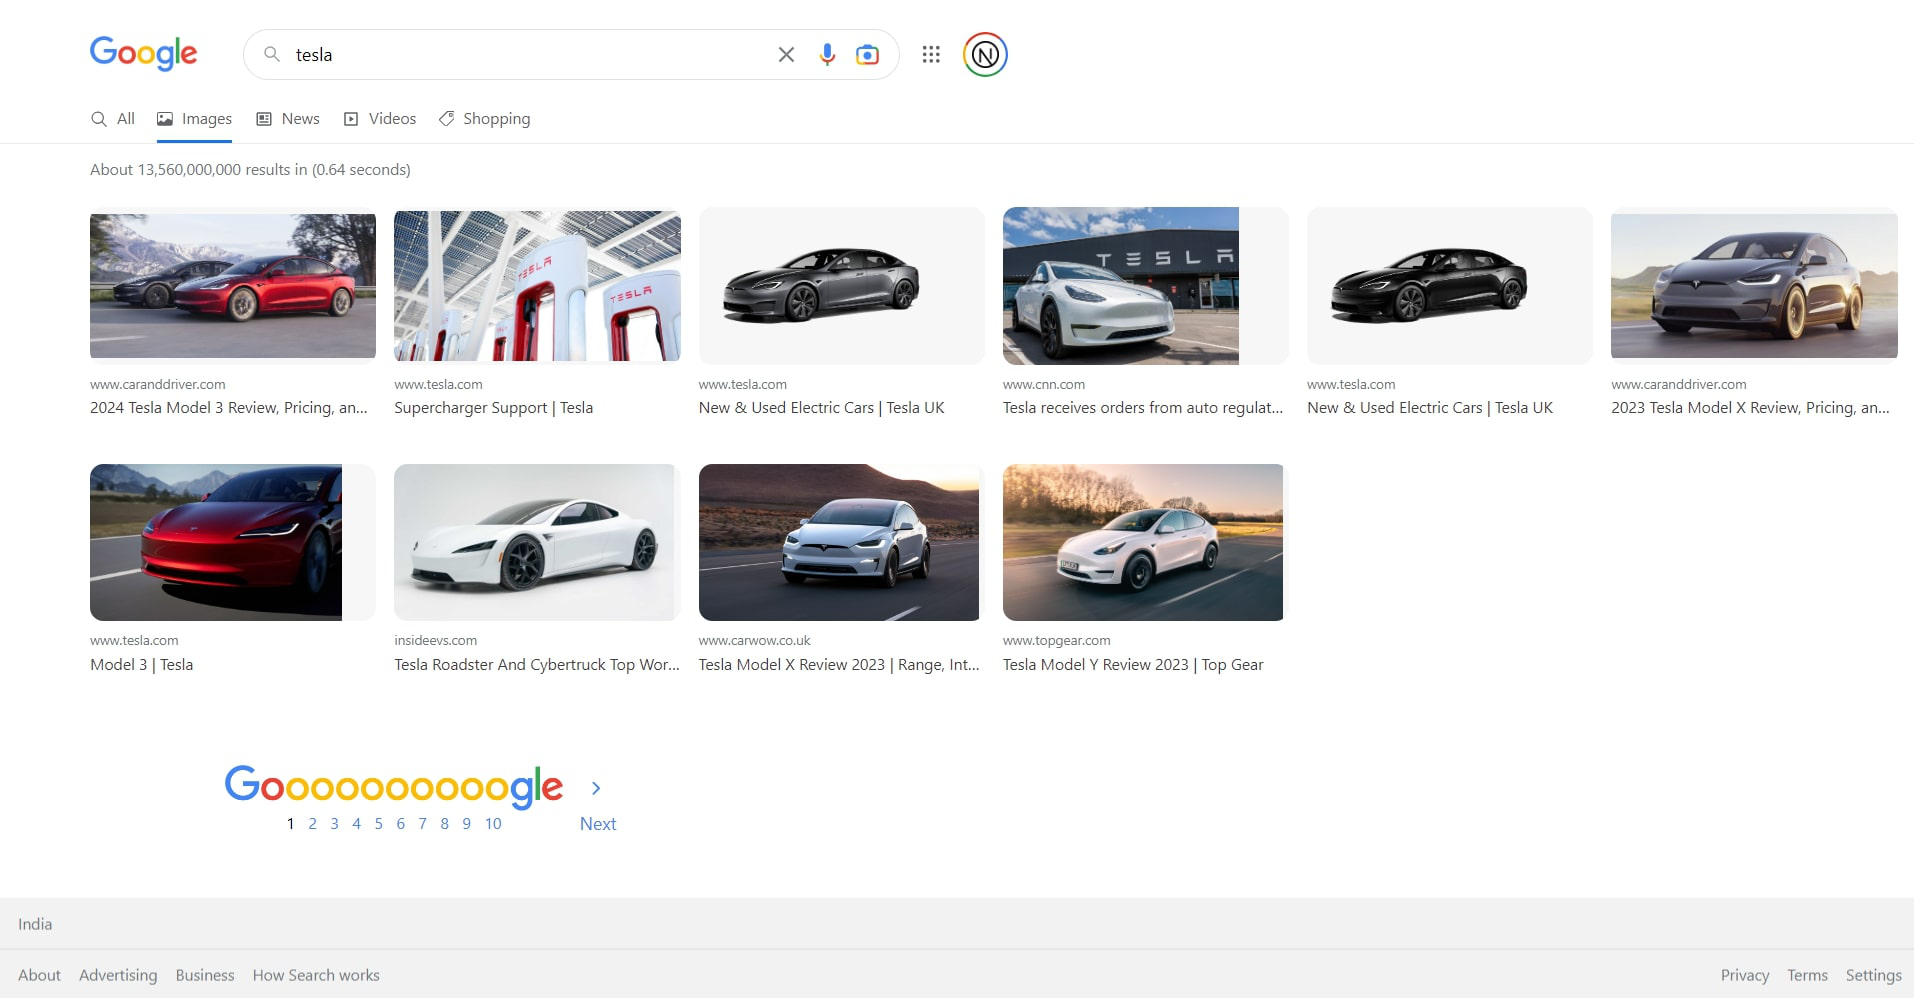 Google
tesla
N
All Images News Videos Shopping
About 13,560,000,000 results in (0.64 seconds)
TESLA
TESLA
TESLA
www.caranddriver.com
2024 Tesla Model 3 Review, Pricing, an...
www.tesla.com
Supercharger Support | Tesla
www.tesla.com
New & Used Electric Cars | Tesla UK
www.cnn.com
Tesla receives orders from auto regulat...
www.tesla.com
New & Used Electric Cars | Tesla UK
www.caranddriver.com
2023 Tesla Model X Review, Pricing, an...
www.tesla.com
Model 3 | Tesla
insideevs.com
Tesla Roadster And Cybertruck Top Wor...
www.carwow.co.uk
Tesla Model X Review 2023 | Range, Int...
www.topgear.com
Tesla Model Y Review 2023 | Top Gear
Goooooooooogle
1 2 3 4 5 6 7 8 9 10 Next
India
About Advertising Business How Search works Privacy Terms Settings